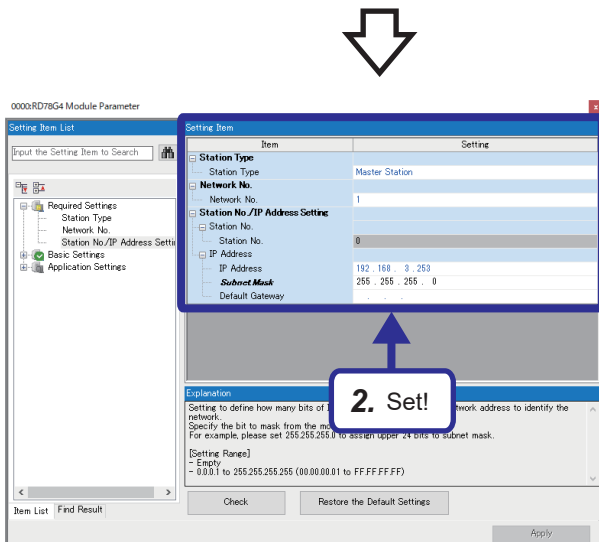 0000:RD78G4 Module Parameter
x
Setting Item List
Input the Setting Item to Search
Required Settings
Station Type
Network No.
Station No./IP Address Settin
Basic Settings
Application Settings
Item List
Find Result
Setting Item
Item Setting
Station Type
Station Type Master Station
Network No.
Network No. 1
Station No./IP Address Setting
Station No.
Station No. 0
IP Address
IP Address 192 . 168 . 3 . 253
Subnet Mask 255 . 255 . 255 . 0
Default Gateway . . .
2. Set!
Explanation
Setting to define how many bits of twork address to identify the
network.
Specify the bit to mask from the mo
For example, please set 255.255.255.0 to assign upper 24 bits to subnet mask.
[Setting Range]
- Empty
- 0.0.0.1 to 255.255.255.255 (00.00.00.01 to FF.FF.FF.FF)
Check
Restore the Default Settings
Apply